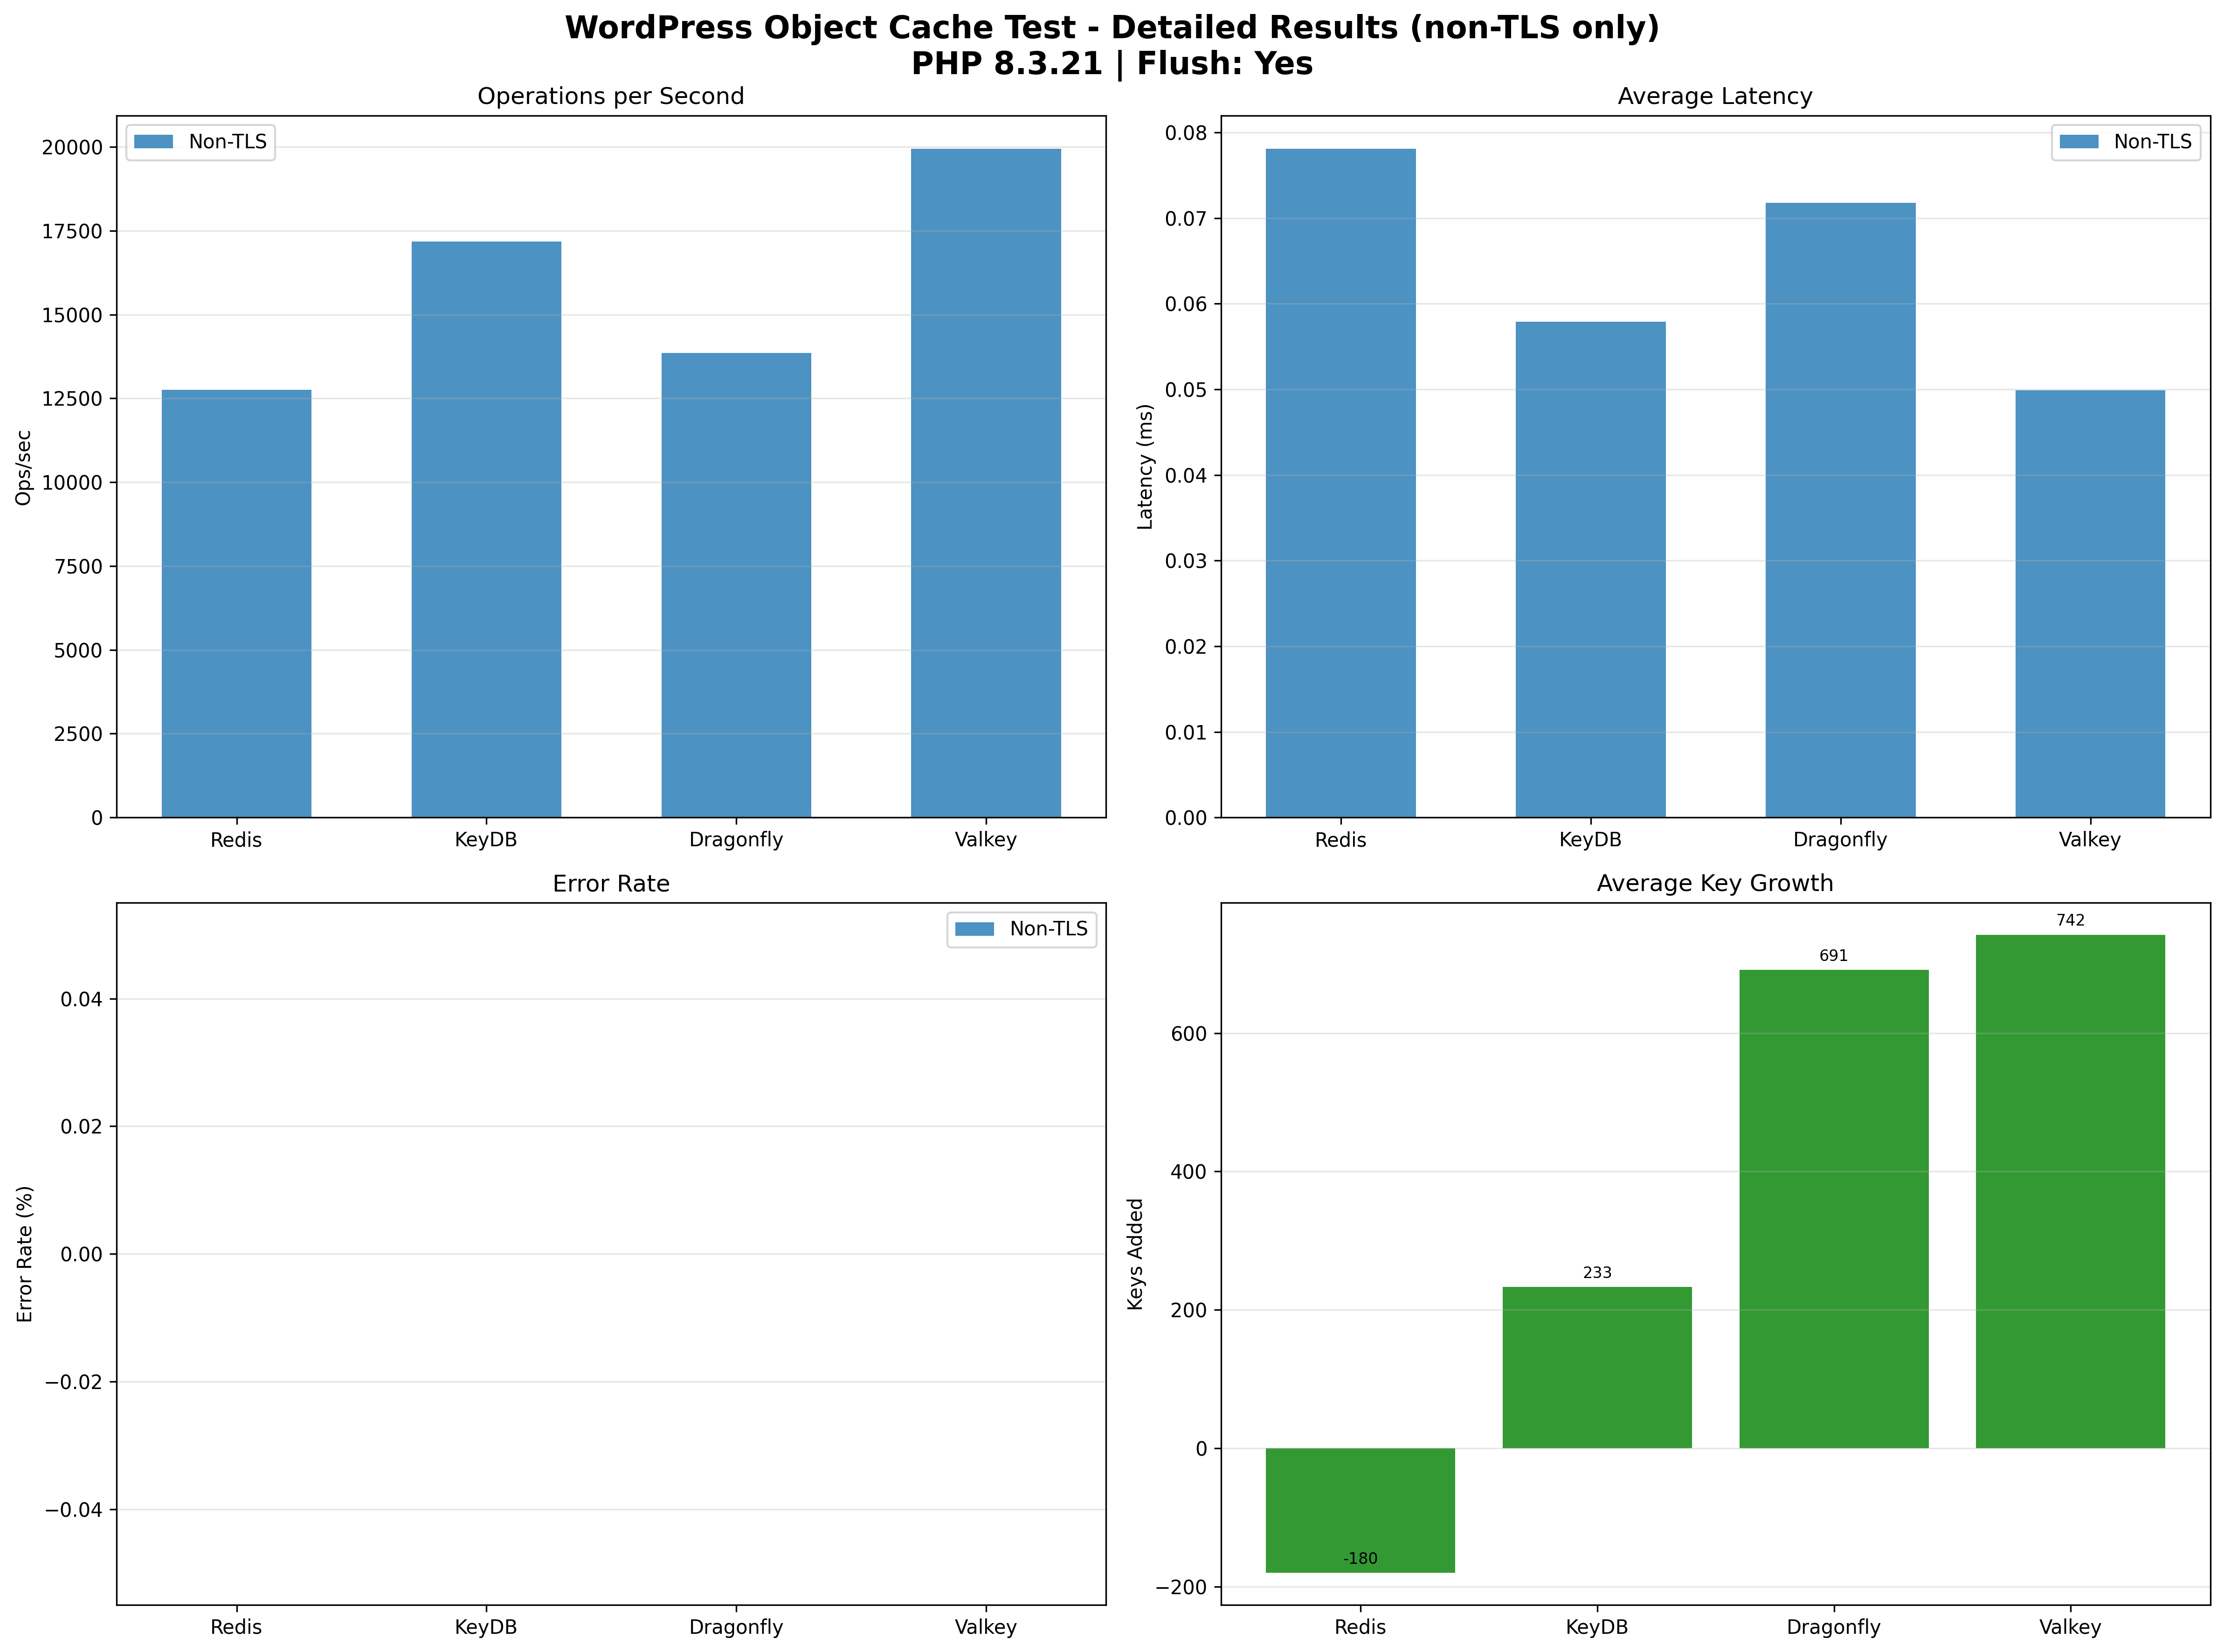 WordPress Object Cache Test - Detailed Results (non-TLS only)
PHP 8.3.21 | Flush: Yes
Operations per Second
Non-TLS
Ops/sec
20000
17500
15000
12500
10000
7500
5000
2500
0
Redis
KeyDB
Dragonfly
Valkey
Average Latency
Non-TLS
Latency (ms)
0.08
0.07
0.06
0.05
0.04
0.03
0.02
0.01
0.00
Redis
KeyDB
Dragonfly
Valkey
Error Rate
Non-TLS
Error Rate (%)
0.04
0.02
0.00
−0.02
−0.04
Redis
KeyDB
Dragonfly
Valkey
Average Key Growth
Keys Added
600
400
200
0
−200
-180
233
691
742
Redis
KeyDB
Dragonfly
Valkey